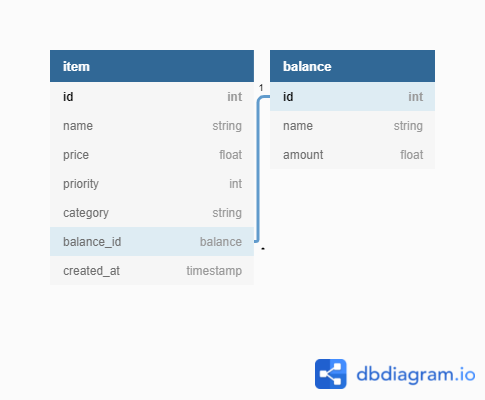 item
id int
name string
price float
priority int
category string
balance_id balance
created_at timestamp
balance
id int
name string
amount float
1
*
dbdiagram.io